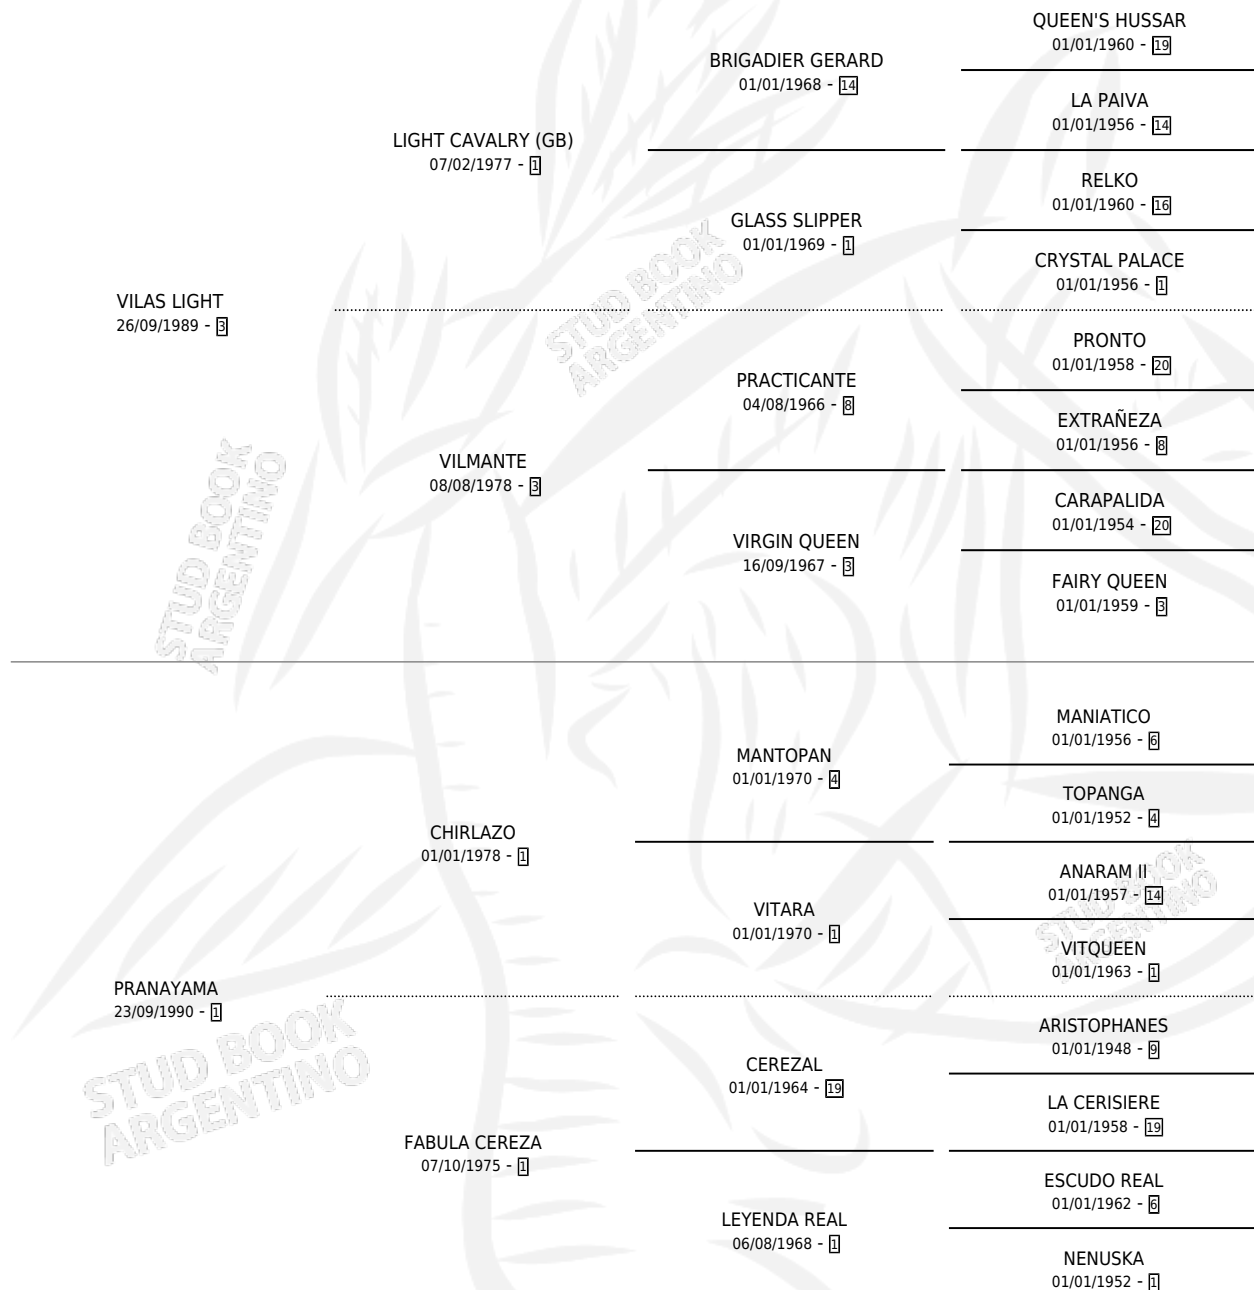 QUEEN'S HUSSAR
01/01/1960 - 19
BRIGADIER GERARD
01/01/1968 - 14
LA PAIVA
01/01/1956 - 14
LIGHT CAVALRY (GB)
07/02/1977 - 1
RELKO
01/01/1960 - 16
GLASS SLIPPER
01/01/1969 - 1
CRYSTAL PALACE
01/01/1956 - 1
VILAS LIGHT
26/09/1989 - 3
PRONTO
01/01/1958 - 20
PRACTICANTE
04/08/1966 - 8
EXTRAÑEZA
01/01/1956 - 8
VILMANTE
08/08/1978 - 3
CARAPALIDA
01/01/1954 - 20
VIRGIN QUEEN
16/09/1967 - 3
FAIRY QUEEN
01/01/1959 - 3
MANIATICO
01/01/1956 - 6
MANTOPAN
01/01/1970 - 4
TOPANGA
01/01/1952 - 4
CHIRLAZO
01/01/1978 - 1
ANARAM II
01/01/1957 - 14
VITARA
01/01/1970 - 1
VITQUEEN
01/01/1963 - 1
PRANAYAMA
23/09/1990 - 1
ARISTOPHANES
01/01/1948 - 9
CEREZAL
01/01/1964 - 19
LA CERISIERE
01/01/1958 - 19
FABULA CEREZA
07/10/1975 - 1
ESCUDO REAL
01/01/1962 - 6
LEYENDA REAL
06/08/1968 - 1
NENUSKA
01/01/1952 - 1
STUD BOOK
ARGENTINO
STUD BOOK
ARGENTINO
STUD BOOK
ARGENTINO
STUD BOOK
ARGENTINO